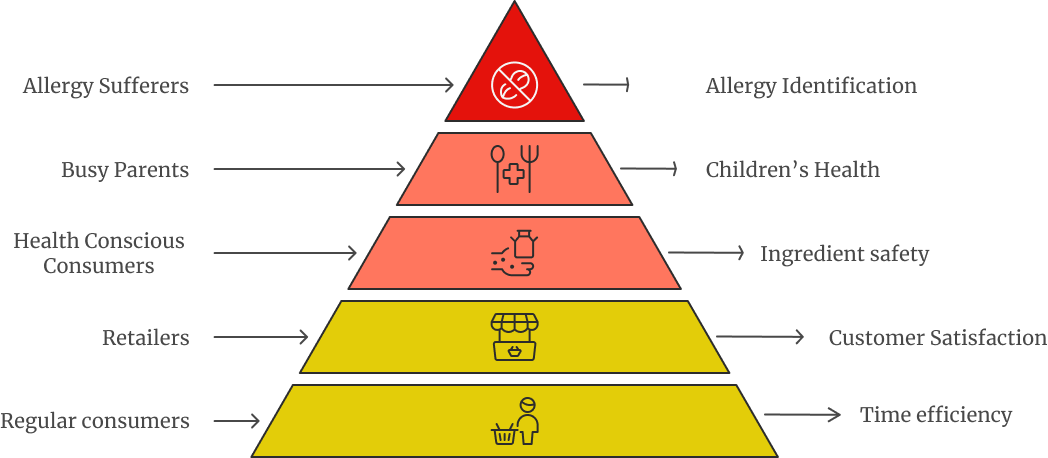 Allergy Sufferers
Allergy Identification
Busy Parents
Children’s Health
Health Conscious
Consumers
Ingredient safety
Retailers
Customer Satisfaction
Regular consumers
Time efficiency